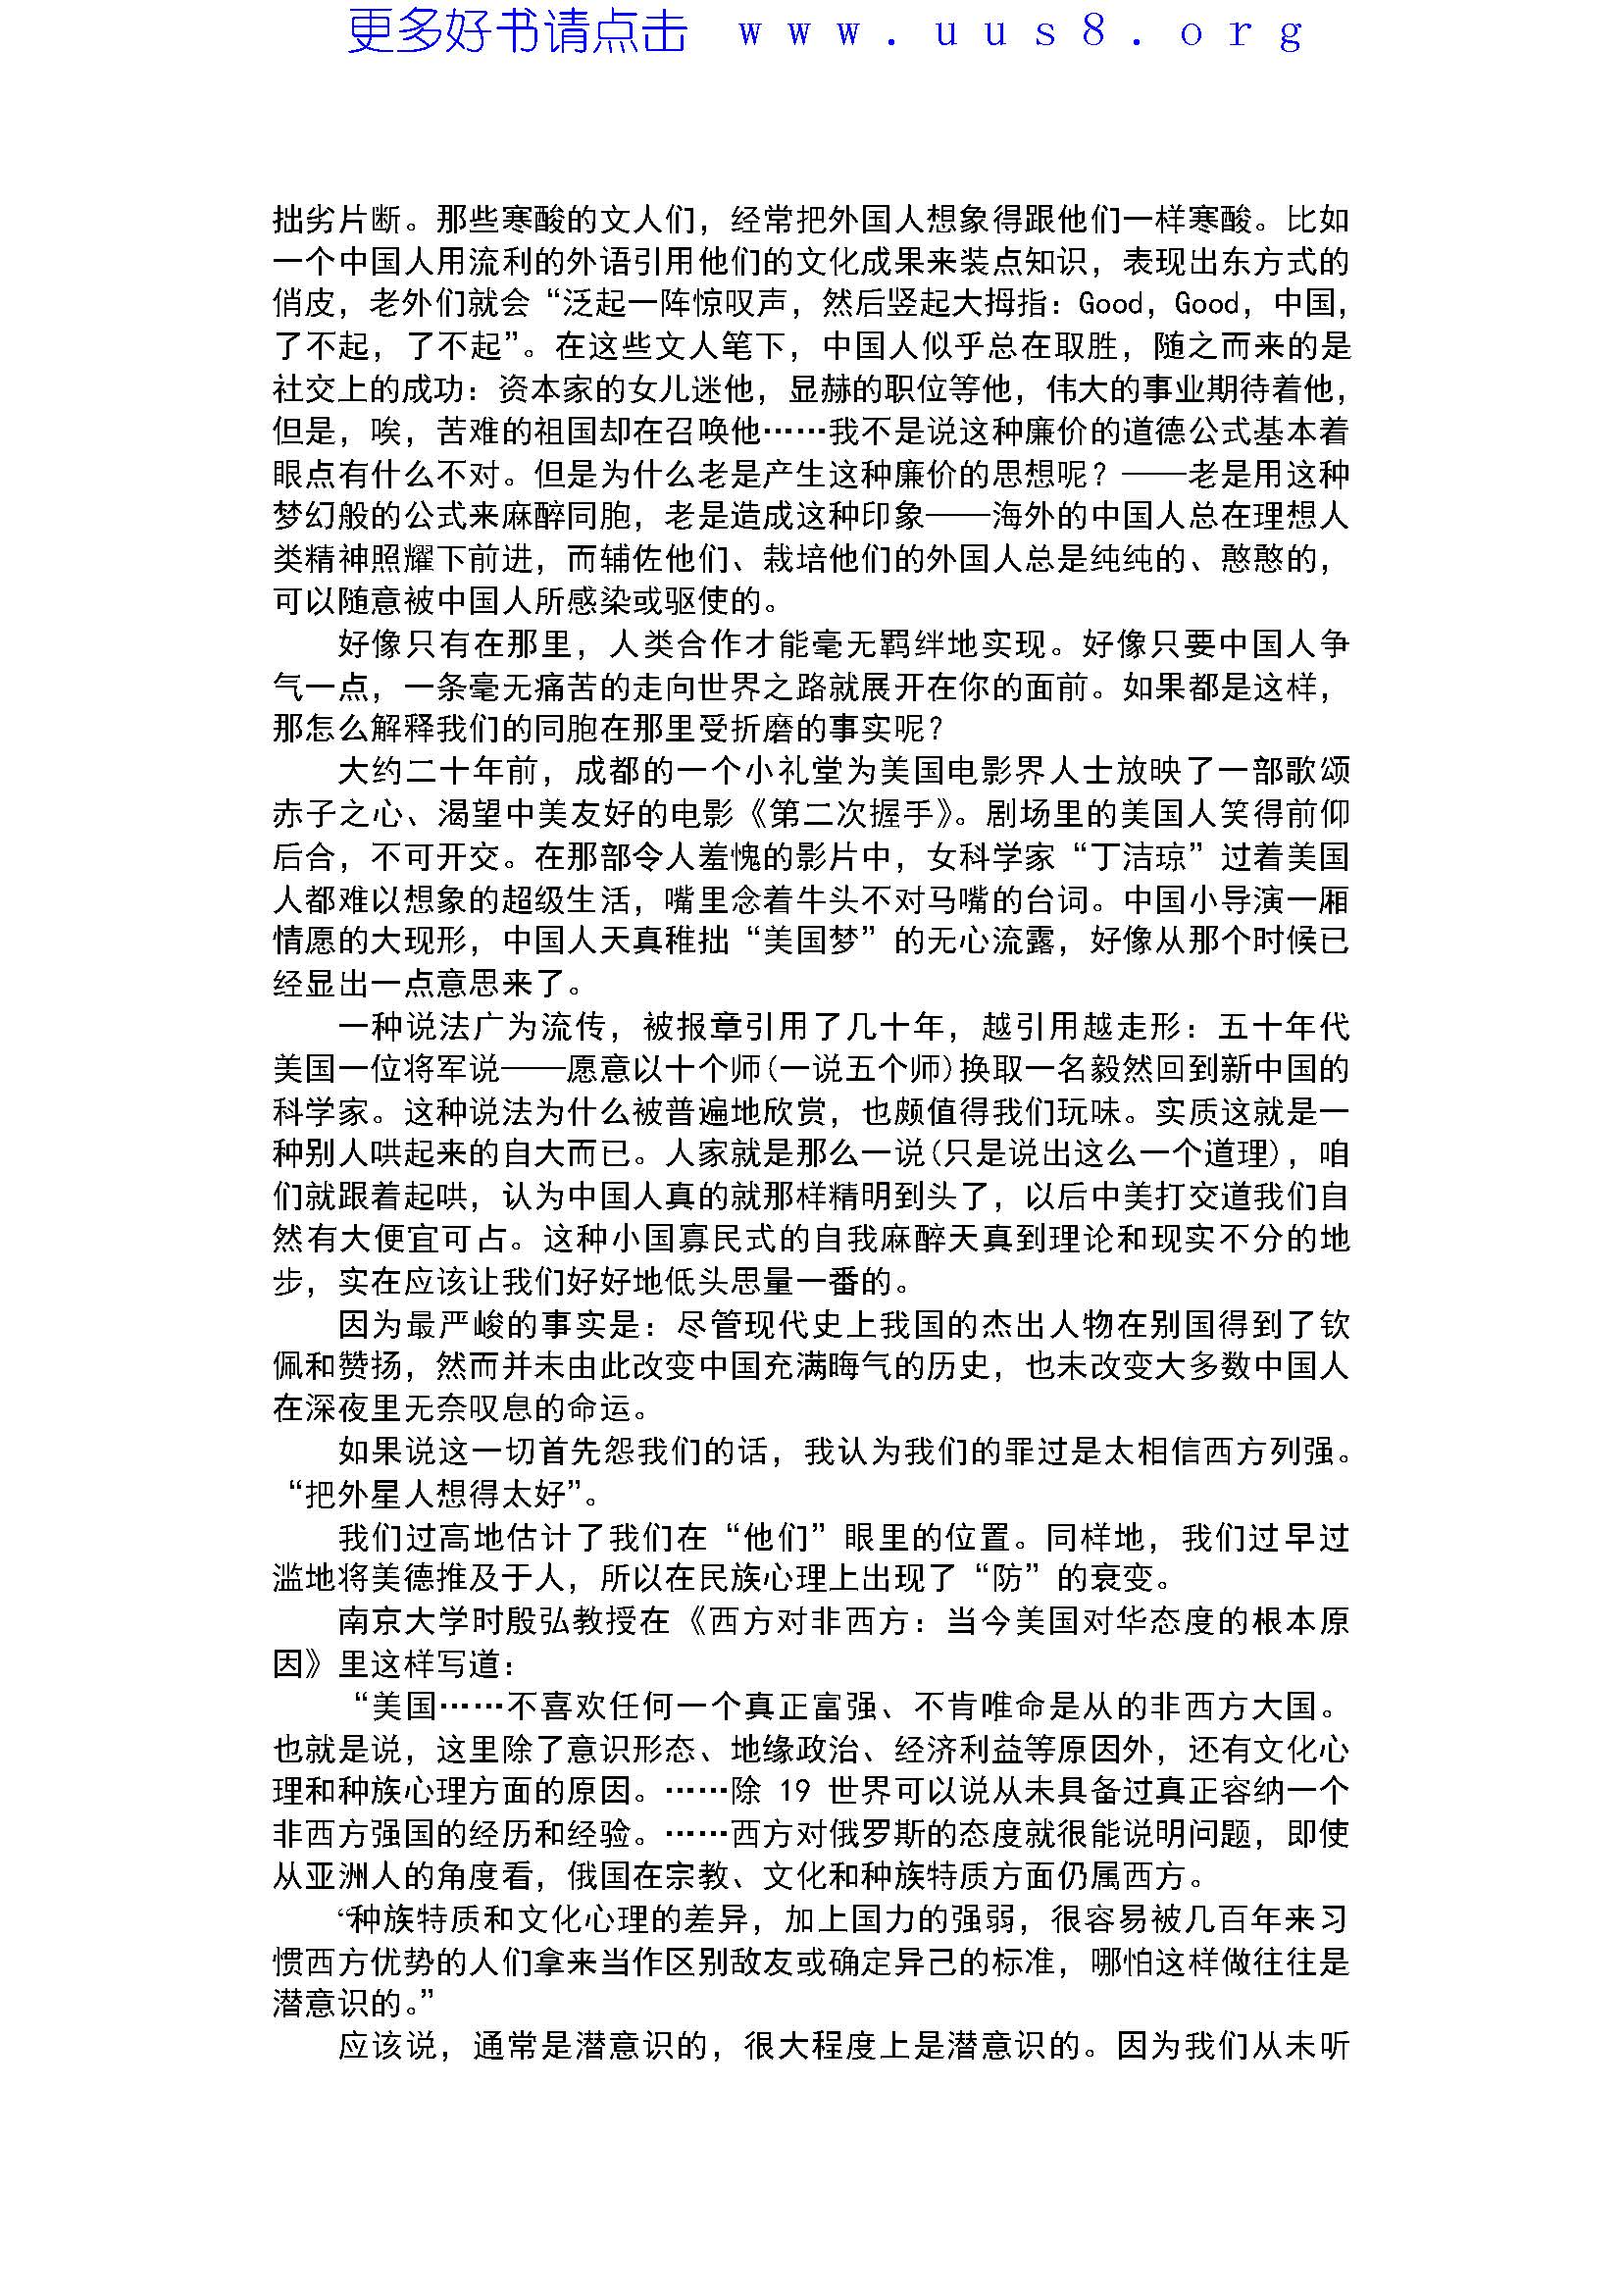 更多好书请点击 www.uus8.org
拙劣片断。那些寒酸的文人们，经常把外国人想象得跟他们一样寒酸。比如
一个中国人用流利的外语引用他们的文化成果来装点知识，表现出东方式的
俏皮，老外们就会“泛起一阵惊叹声，然后竖起大拇指：Good，Good，中国，
了不起，了不起”。在这些文人笔下，中国人似乎总在取胜，随之而来的是
社交上的成功：资本家的女儿迷他，显赫的职位等他，伟大的事业期待着他，
但是，唉，苦难的祖国却在召唤他……我不是说这种廉价的道德公式基本着
眼点有什么不对。但是为什么老是产生这种廉价的思想呢？——老是用这种
梦幻般的公式来麻醉同胞，老是造成这种印象——海外的中国人总在理想人
类精神照耀下前进，而辅佐他们、栽培他们的外国人总是纯纯的、憨憨的，
可以随意被中国人所感染或驱使的。
好像只有在那里，人类合作才能毫无羁绊地实现。好像只要中国人争
气一点，一条毫无痛苦的走向世界之路就展开在你的面前。如果都是这样，
那怎么解释我们的同胞在那里受折磨的事实呢？
大约二十年前，成都的一个小礼堂为美国电影界人士放映了一部歌颂
赤子之心、渴望中美友好的电影《第二次握手》。剧场里的美国人笑得前仰
后合，不可开交。在那部令人羞愧的影片中，女科学家“丁洁琼”过着美国
人都难以想象的超级生活，嘴里念着牛头不对马嘴的台词。中国小导演一厢
情愿的大现形，中国人天真稚拙“美国梦”的无心流露，好像从那个时候已
经显出一点意思来了。
一种说法广为流传，被报章引用了几十年，越引用越走形：五十年代
美国一位将军说——愿意以十个师(一说五个师)换取一名毅然回到新中国的
科学家。这种说法为什么被普遍地欣赏，也颇值得我们玩味。实质这就是一
种别人哄起来的自大而已。人家就是那么一说(只是说出这么一个道理)，咱
们就跟着起哄，认为中国人真的就那样精明到头了，以后中美打交道我们自
然有大便宜可占。这种小国寡民式的自我麻醉天真到理论和现实不分的地
步，实在应该让我们好好地低头思量一番的。
因为最严峻的事实是：尽管现代史上我国的杰出人物在别国得到了钦
佩和赞扬，然而并未由此改变中国充满晦气的历史，也未改变大多数中国人
在深夜里无奈叹息的命运。
如果说这一切首先怨我们的话，我认为我们的罪过是太相信西方列强。
“把外星人想得太好”。
我们过高地估计了我们在“他们”眼里的位置。同样地，我们过早过
滥地将美德推及于人，所以在民族心理上出现了“防”的衰变。
南京大学时殷弘教授在《西方对非西方：当今美国对华态度的根本原
因》里这样写道：
“美国……不喜欢任何一个真正富强、不肯唯命是从的非西方大国。
也就是说，这里除了意识形态、地缘政治、经济利益等原因外，还有文化心
理和种族心理方面的原因。……除 19 世界可以说从未具备过真正容纳一个
非西方强国的经历和经验。……西方对俄罗斯的态度就很能说明问题，即使
从亚洲人的角度看，俄国在宗教、文化和种族特质方面仍属西方。
“种族特质和文化心理的差异，加上国力的强弱，很容易被几百年来习
惯西方优势的人们拿来当作区别敌友或确定异己的标准，哪怕这样做往往是
潜意识的。”
应该说，通常是潜意识的，很大程度上是潜意识的。因为我们从未听